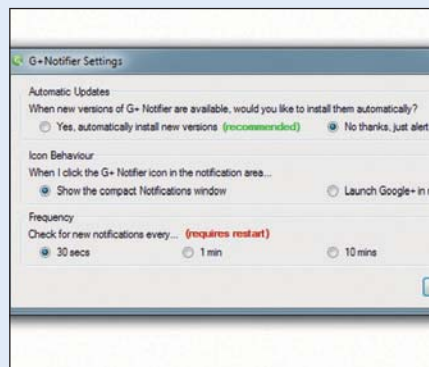 G+Notifier Settings
Automatic Updates
When new versions of G+ Notifier are available, would you like to install them automatically?
Yes, automatically install new versions (recommended) No thanks, just alert
Icon Behaviour
When I click the G+ Notifier icon in the notification area...
Show the compact Notifications window Launch Google+ in
Frequency
Check for new notifications every... (requires restart)
30 secs 1 min 10 mins